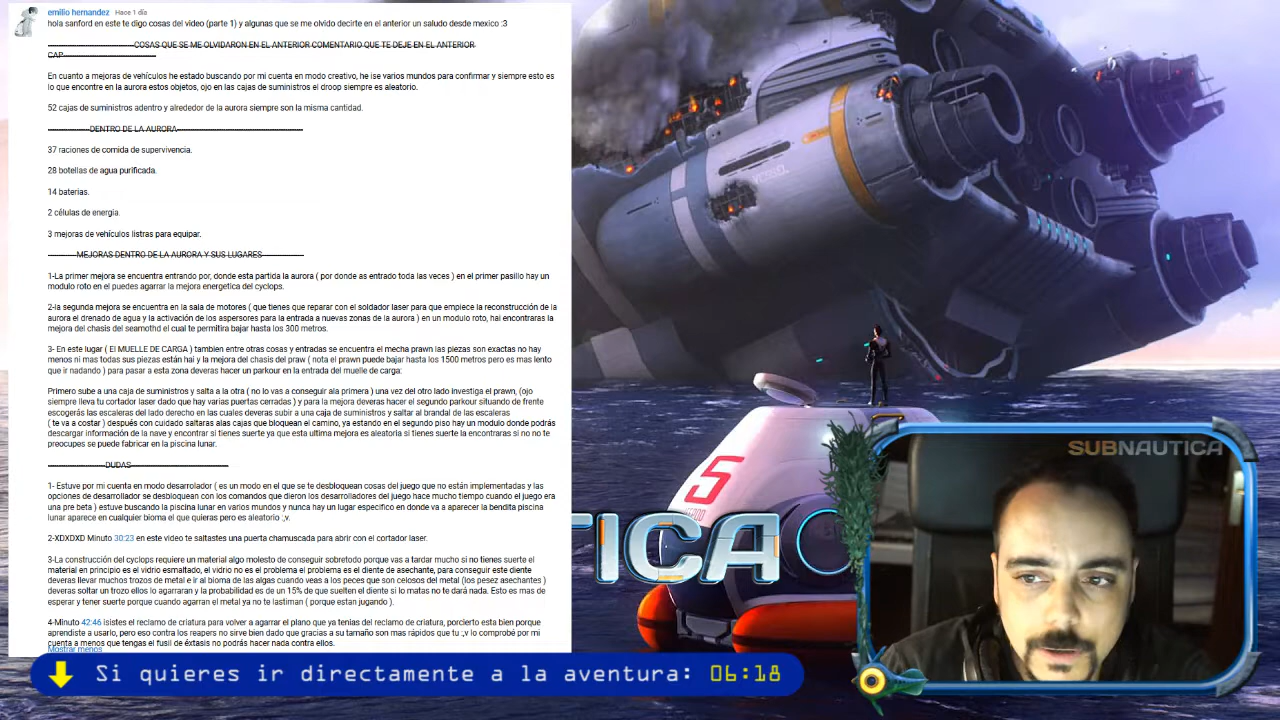 emilio hernandez Hace 1 día
hola sanford en este te digo cosas del video (parte 1) y algunas que se me olvido decirte en el anterior un saludo desde mexico :3
--------------------------------COSAS QUE SE ME OLVIDARON EN EL ANTERIOR COMENTARIO QUE TE DEJE EN EL ANTERIOR
CAP-----------------------------------
En cuanto a mejoras de vehículos he estado buscando por mi cuenta en modo creativo, he ise varios mundos para confirmar y siempre esto es
lo que encontre en la aurora estos objetos, ojo en las cajas de suministros el droop siempre es aleatorio.
52 cajas de suministros adentro y alrededor de la aurora siempre son la misma cantidad.
----------------DENTRO DE LA AURORA-----------------------------------------------
37 raciones de comida de supervivencia.
28 botellas de agua purificada.
14 baterias.
2 células de energia.
3 mejoras de vehículos listras para equipar.
-----------MEJORAS DENTRO DE LA AURORA Y SUS LUGARES----------------
1-La primer mejora se encuentra entrando por, donde esta partida la aurora ( por donde as entrado toda las veces ) en el primer pasillo hay un
modulo roto en el puedes agarrar la mejora energetica del cyclops.
2-la segunda mejora se encuentra en la sala de motores ( que tienes que reparar con el soldador laser para que empiece la reconstrucción de la
aurora el drenado de agua y la activación de los aspersores para la entrada a nuevas zonas de la aurora ) en un modulo roto, hai encontraras la
mejora del chasis del seamothd el cual te permitira bajar hasta los 300 metros.
3- En este lugar ( El MUELLE DE CARGA ) tambien entre otras cosas y entradas se encuentra el mecha prawn las piezas son exactas no hay
menos ni mas todas sus piezas están hai y la mejora del chasis del praw ( nota el prawn puede bajar hasta los 1500 metros pero es mas lento
que ir nadando ) para pasar a esta zona deveras hacer un parkour en la entrada del muelle de carga:
Primero sube a una caja de suministros y salta a la otra ( no lo vas a conseguir ala primera ) una vez del otro lado investiga el prawn, (ojo
siempre lleva tu cortador laser dado que hay varias puertas cerradas ) y para la mejora deveras hacer el segundo parkour situando de frente
escogerás las escaleras del lado derecho en las cuales deveras subir a una caja de suministros y saltar al brandal de las escaleras
( te va a costar ) después con cuidado saltaras alas cajas que bloquean el camino, ya estando en el segundo piso hay un modulo donde podrás
descargar información de la nave y encontrar si tienes suerte ya que esta ultima mejora es aleatoria si tienes suerte la encontraras si no no te
preocupes se puede fabricar en la piscina lunar.
----------------------DUDAS-------------------------------------
1- Estuve por mi cuenta en modo desarrolador ( es un modo en el que se te desbloquean cosas del juego que no están implementadas y las
opciones de desarrollador se desbloquean con los comandos que dieron los desarrolladores del juego hace mucho tiempo cuando el juego era
una pre beta ) estuve buscando la piscina lunar en varios mundos y nunca hay un lugar especifico en donde va a aparecer la bendita piscina
lunar aparece en cualquier bioma el que quieras pero es aleatorio :,v.
2-XDXDXD Minuto 30:23 en este video te saltastes una puerta chamuscada para abrir con el cortador laser.
3-La construcción del cyclops requiere un material algo molesto de conseguir sobretodo porque vas a tardar mucho si no tienes suerte el
material en principio es el vidrio esmaltado, el vidrio no es el problema el problema es el diente de asechante, para conseguir este diente
deveras llevar muchos trozos de metal e ir al bioma de las algas cuando veas a los peces que son celosos del metal (los pesez asechantes )
deveras soltar un trozo ellos lo agarraran y la probabilidad es de un 15% de que suelten el diente si lo matas no te dará nada. Esto es mas de
esperar y tener suerte porque cuando agarran el metal ya no te lastiman ( porque estan jugando ).
4-Minuto 42:46 isistes el reclamo de criatura para volver a agarrar el plano que ya tenias del reclamo de criatura, porcierto esta bien porque
aprendiste a usarlo, pero eso contra los reapers no sirve bien dado que gracias a su tamaño son mas rápidos que tu :,v lo comprobé por mi
cuenta a menos que tengas el fusil de éxtasis no podrás hacer nada contra ellos.
Mostrar menos
5
TICA
SUBNAUTICA
Si quieres ir directamente a la aventura: 06:18